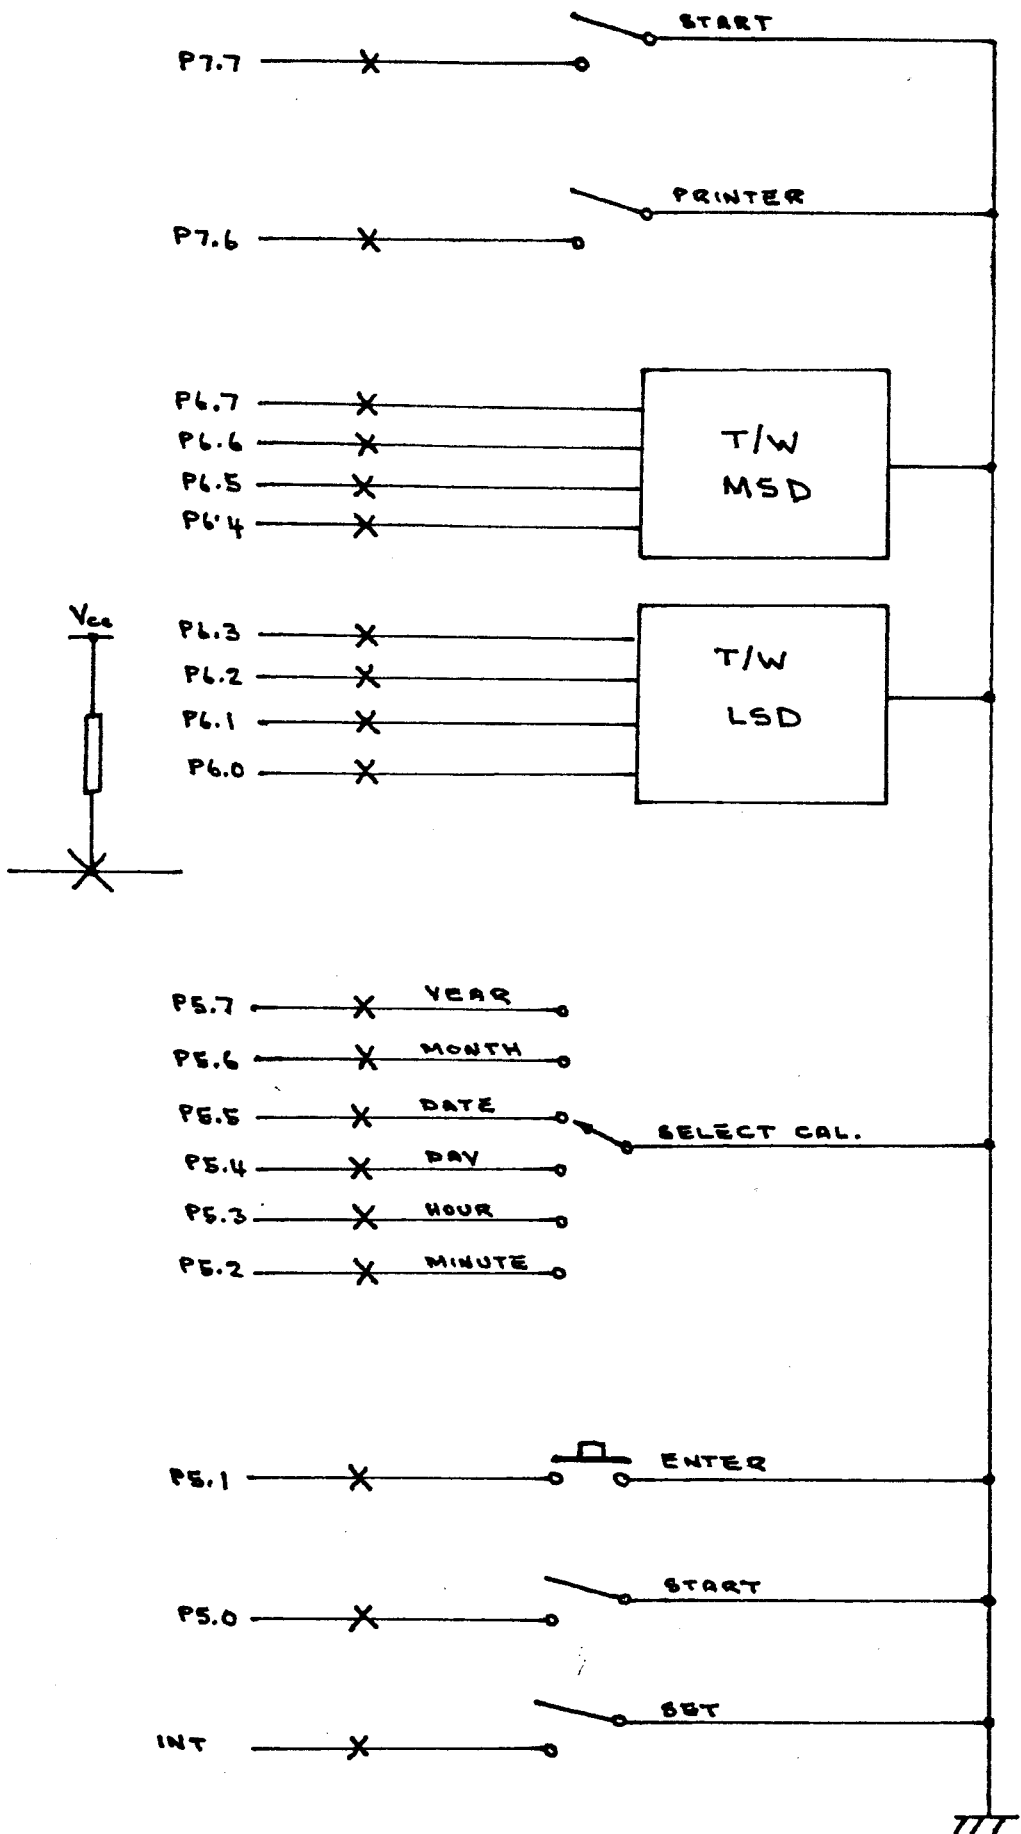 START
P7.7
PRINTER
P7.6
P6.7
P6.6
P6.5
P6.4
T/W
MSD
Vcc
P6.3
P6.2
P6.1
P6.0
T/W
LSD
P5.7 YEAR
P5.6 MONTH
P5.5 DATE
SELECT CAL.
P5.4 DAY
P5.3 HOUR
P5.2 MINUTE
P5.1 ENTER
START
P5.0
SET
INT